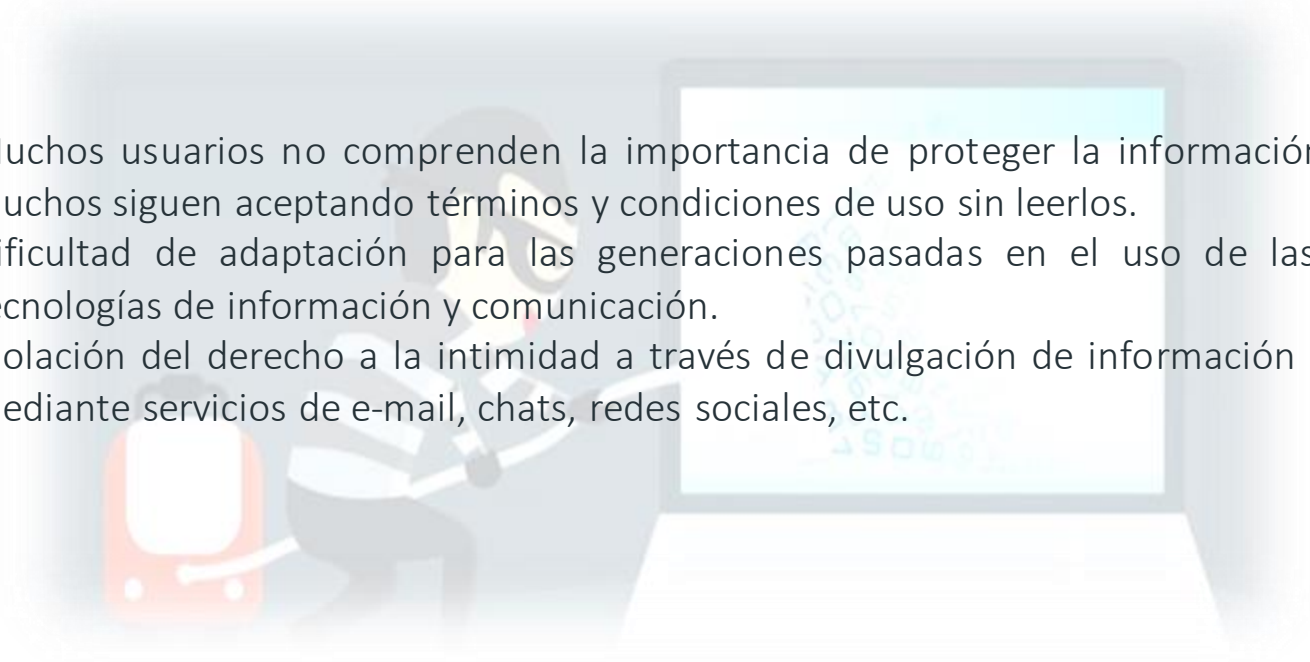 uchos usuarios no comprenden la importancia de proteger la información
uchos siguen aceptando términos y condiciones de uso sin leerlos.
ificultad de adaptación para las generaciones pasadas en el uso de las
ecnologías de información y comunicación.
olación del derecho a la intimidad a través de divulgación de información
ediante servicios de e-mail, chats, redes sociales, etc.